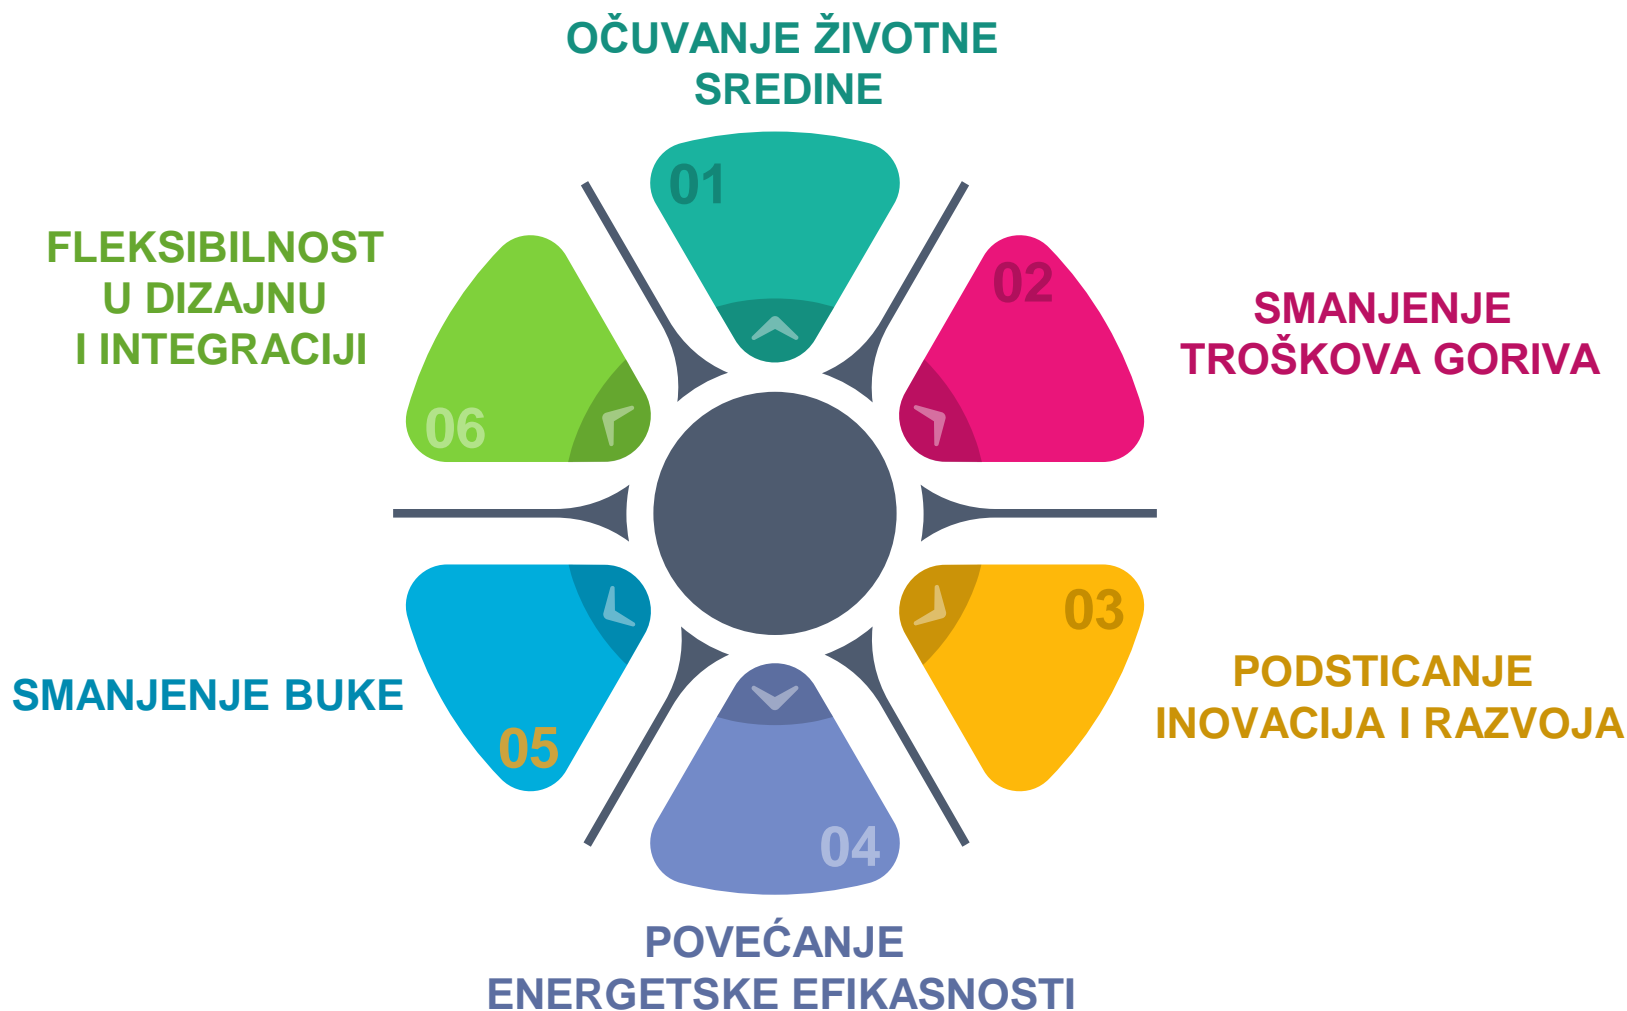 OČUVANJE ŽIVOTNE
SREDINE
01
02
SMANJENJE
TROŠKOVA GORIVA
03
PODSTICANJE
INOVACIJA I RAZVOJA
04
POVEĆANJE
ENERGETSKE EFIKASNOSTI
05
SMANJENJE BUKE
06
FLEKSIBILNOST
U DIZAJNU
I INTEGRACIJI